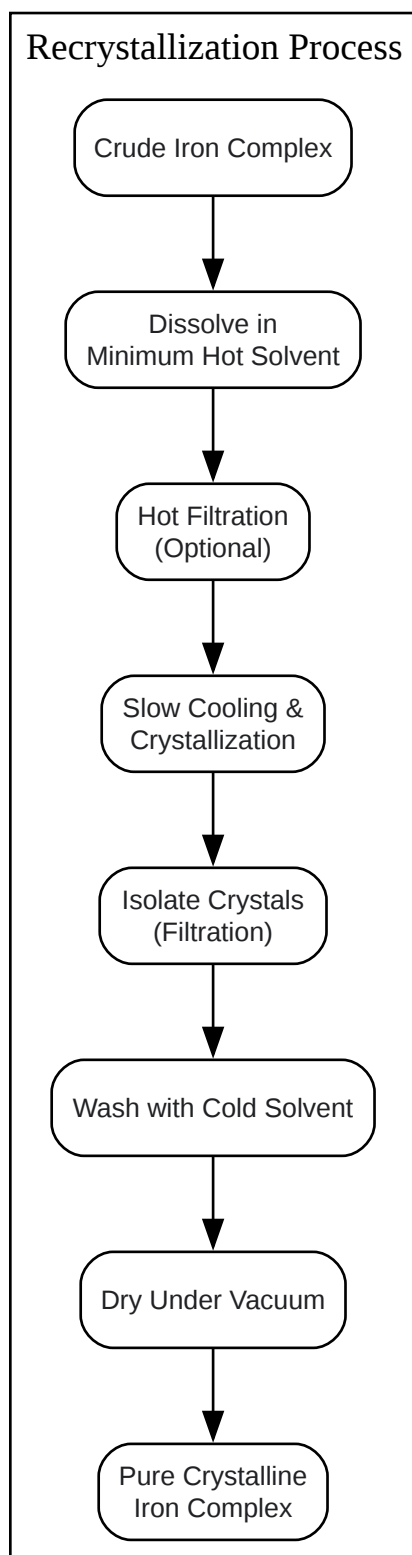 Recrystallization Process
Crude Iron Complex
Dissolve in
Minimum Hot Solvent
Hot Filtration
(Optional)
Slow Cooling &
Crystallization
Isolate Crystals
(Filtration)
Wash with Cold Solvent
Dry Under Vacuum
Pure Crystalline
Iron Complex